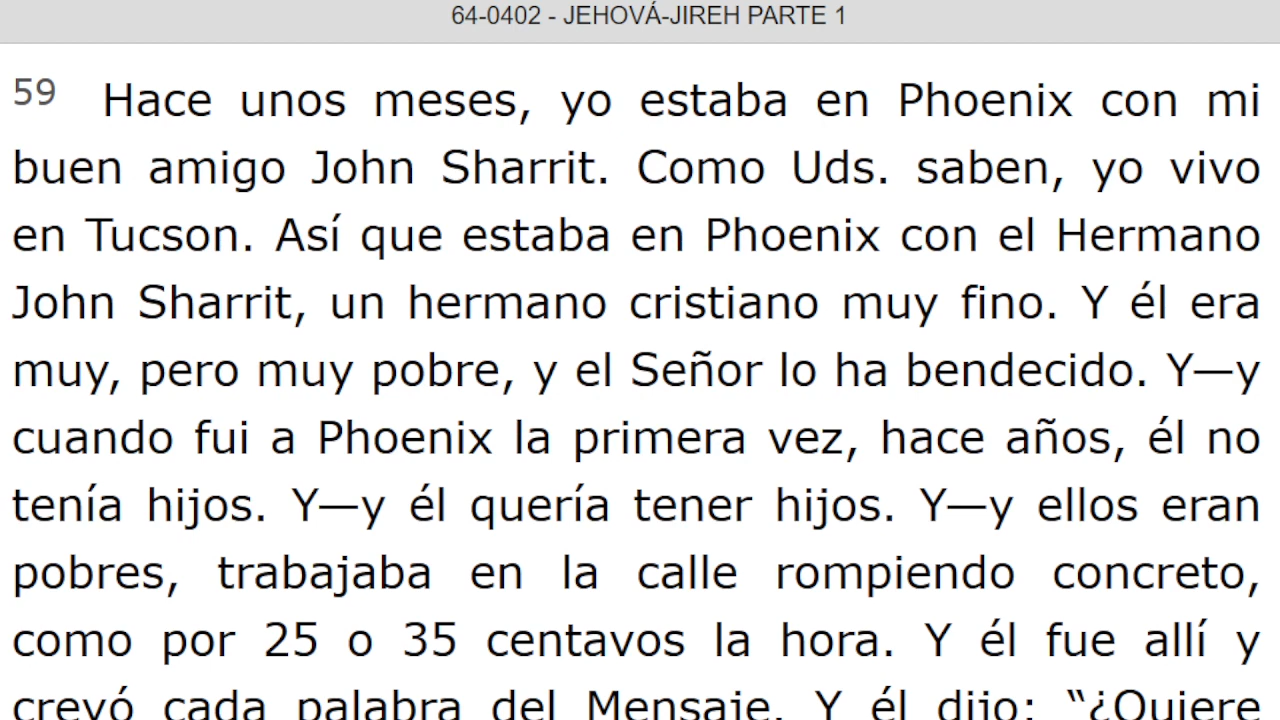 64-0402 - JEHOVÁ-JIREH PARTE 1
59 Hace unos meses, yo estaba en Phoenix con mi
buen amigo John Sharrit. Como Uds. saben, yo vivo
en Tucson. Así que estaba en Phoenix con el Hermano
John Sharrit, un hermano cristiano muy fino. Y él era
muy, pero muy pobre, y el Señor lo ha bendecido. Y—y
cuando fui a Phoenix la primera vez, hace años, él no
tenía hijos. Y—y él quería tener hijos. Y—y ellos eran
pobres, trabajaba en la calle rompiendo concreto,
como por 25 o 35 centavos la hora. Y él fue allí y
creyó cada palabra del Mensaje. Y él dijo: “¿Quiere